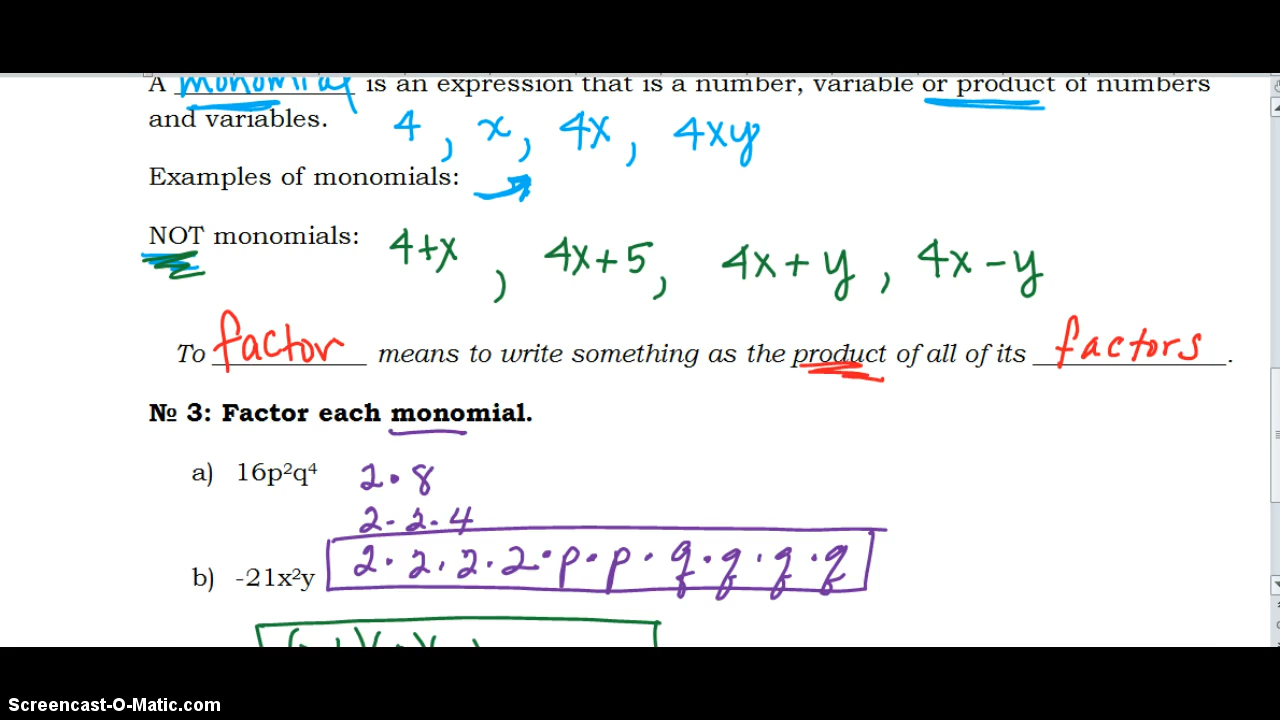 A monomial is an expression that is a number, variable or product of numbers
and variables. 4 , x , 4x , 4xy
Examples of monomials:
NOT monomials: 4+x , 4x+5 , 4x+y , 4x-y
To factor means to write something as the product of all of its factors .
№ 3: Factor each monomial.
a) 16p²q⁴ 2·8
2·2·4
2·2·2·2·p·p·q·q·q·q
b) -21x²y
Screencast-O-Matic.com